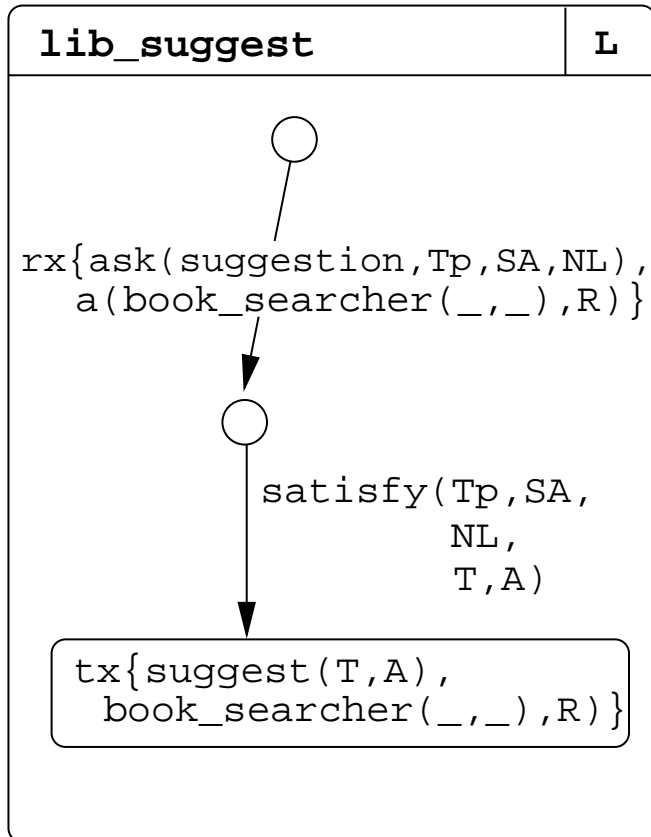 lib_suggest L
rx{ask(suggestion,Tp,SA,NL),
a(book_searcher(_,_),R)}
satisfy(Tp,SA,
NL,
T,A)
tx{suggest(T,A),
book_searcher(_,_),R)}